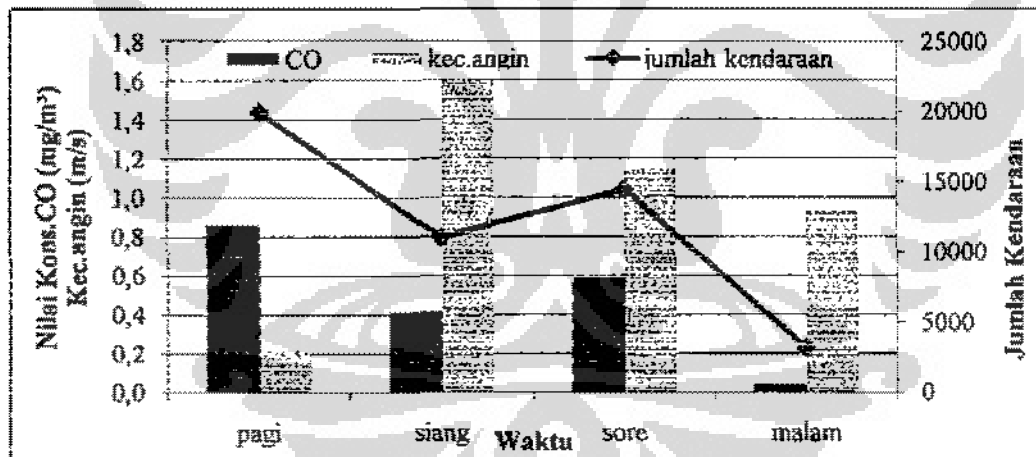 CO
kec.angin
jumlah kendaraan
Nilai Kons.CO (mg/m³)
Kec.angin (m/s)
1,8
1,6
1,4
1,2
1,0
0,8
0,6
0,4
0,2
0,0
25000
20000
15000
10000
5000
0
Jumlah Kendaraan
pagi
siang
sore
malam
Waktu